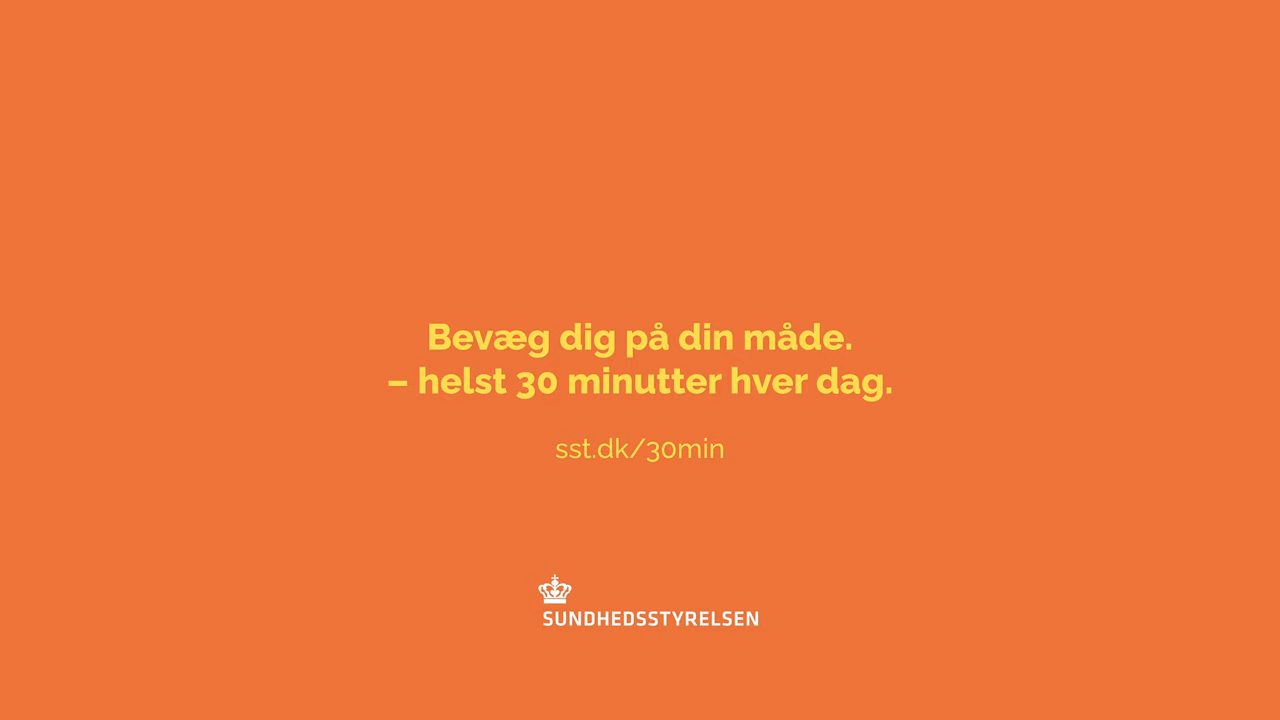 Bevæg dig på din måde.
– helst 30 minutter hver dag.
sst.dk/30min
SUNDHEDSSTYRELSEN